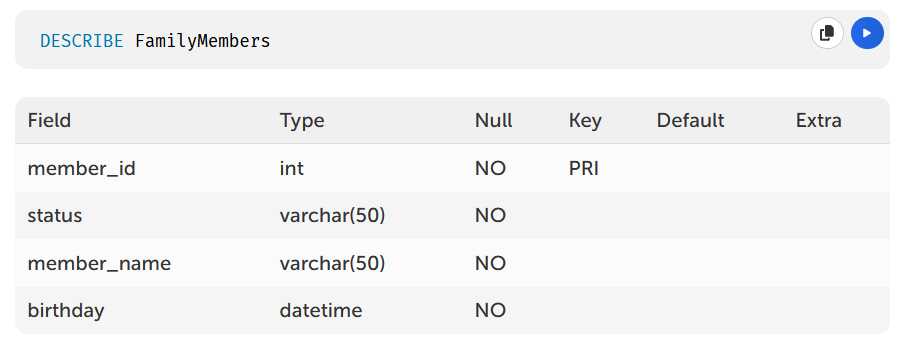 DESCRIBE FamilyMembers
Field Type Null Key Default Extra
member_id int NO PRI
status varchar(50) NO
member_name varchar(50) NO
birthday datetime NO